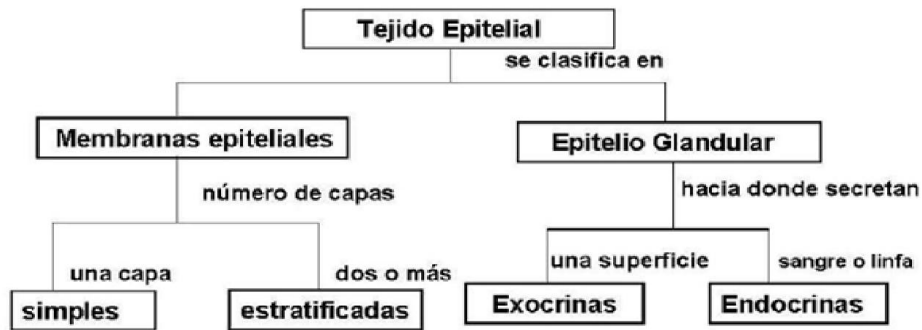 Tejido Epitelial
se clasifica en
Membranas epiteliales
Epitelio Glandular
número de capas
hacia donde secretan
una capa
dos o más
una superficie
sangre o linfa
simples
estratificadas
Exocrinas
Endocrinas